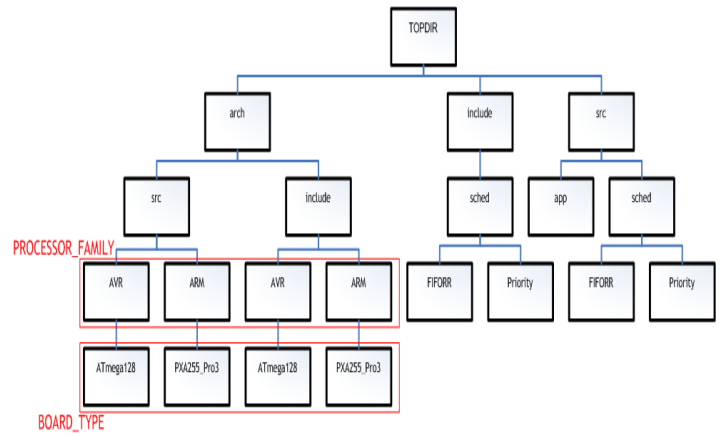 TOPDIR
arch
include
src
src
include
sched
app
sched
PROCESSOR_FAMILY
AVR
ARM
AVR
ARM
FIFORR
Priority
FIFORR
Priority
ATmega128
PXA255_Pro3
ATmega128
PXA255_Pro3
BOARD_TYPE